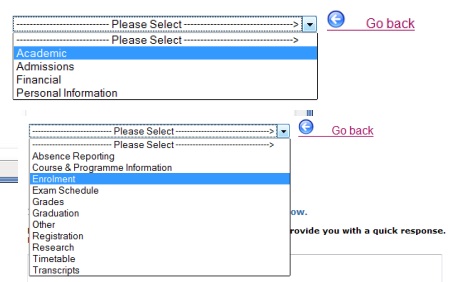 ---------------------------- Please Select ----------------------------> Go back
---------------------------- Please Select ---------------------------->
Academic
Admissions
Financial
Personal Information
---------------------------- Please Select ----------------------------> Go back
---------------------------- Please Select ---------------------------->
Absence Reporting
Course & Programme Information
Enrolment
Exam Schedule
Grades
Graduation
Other
Registration
Research
Timetable
Transcripts
ow.
rovide you with a quick response.